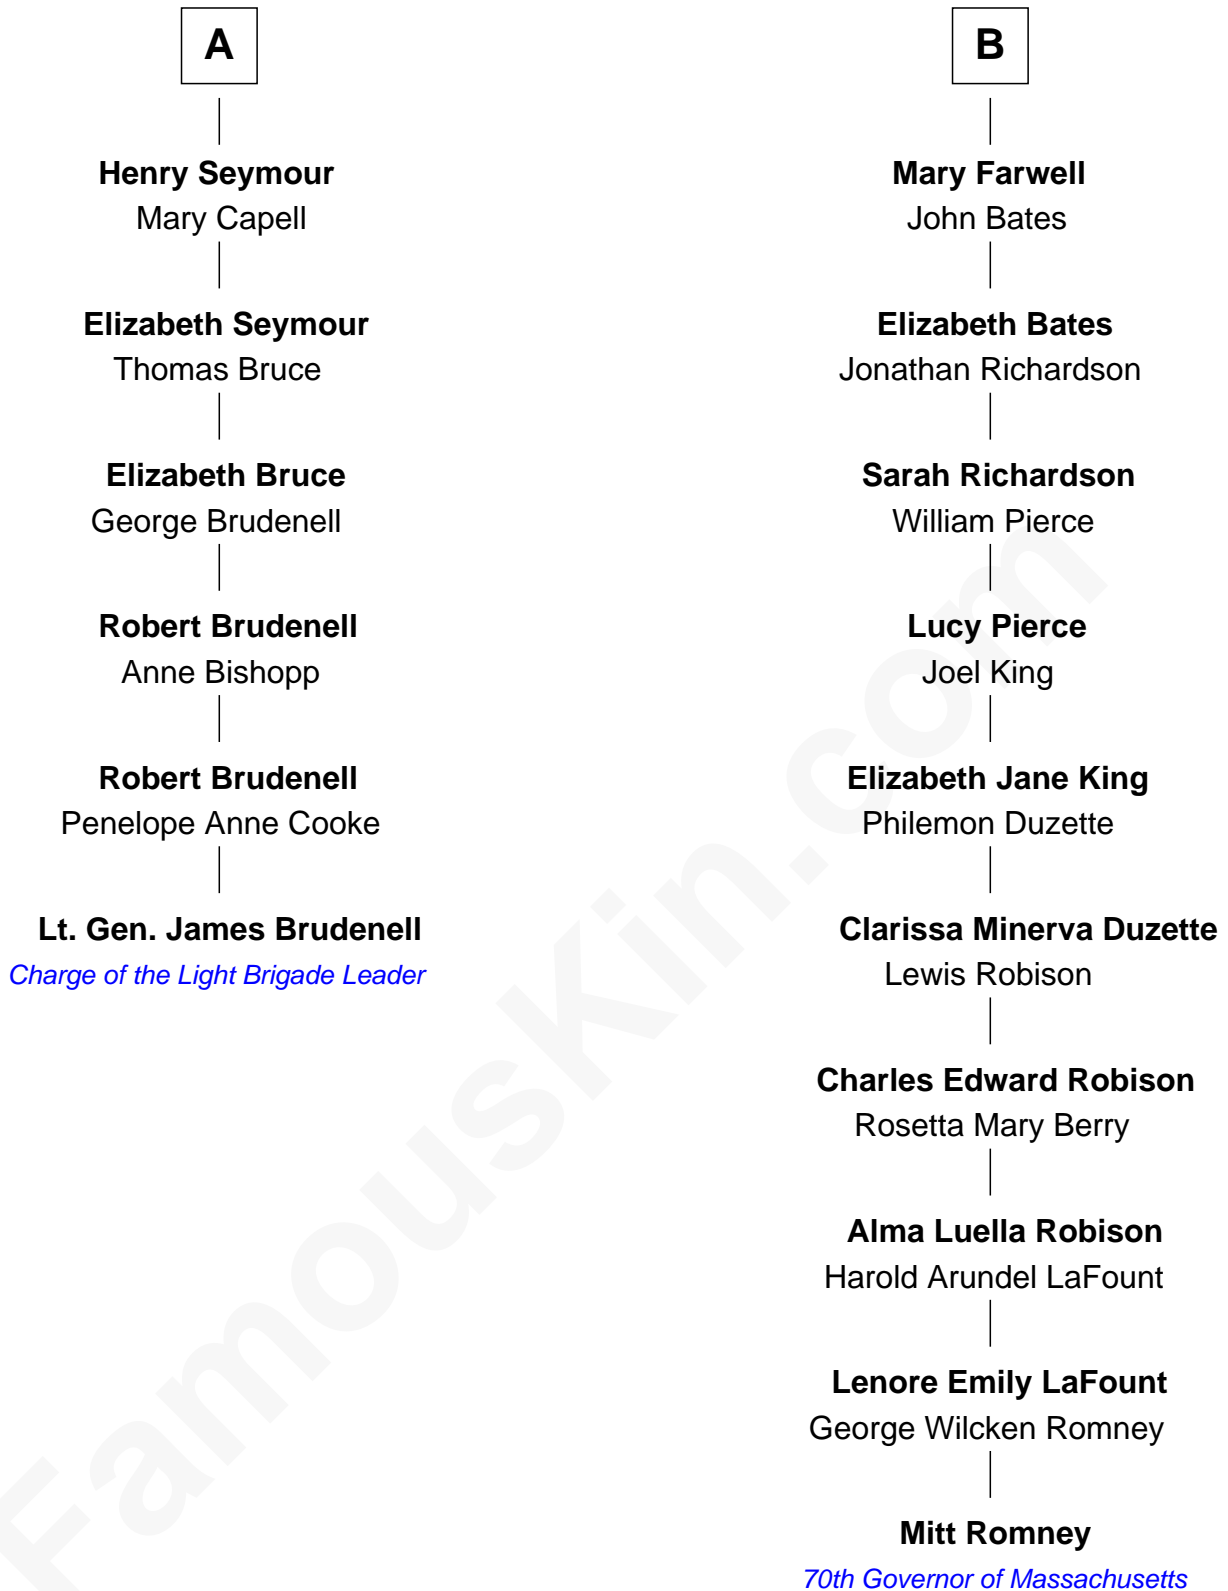 A
Henry Seymour
Mary Capell
Elizabeth Seymour
Thomas Bruce
Elizabeth Bruce
George Brudenell
Robert Brudenell
Anne Bishopp
Robert Brudenell
Penelope Anne Cooke
Lt. Gen. James Brudenell
Charge of the Light Brigade Leader
B
Mary Farwell
John Bates
Elizabeth Bates
Jonathan Richardson
Sarah Richardson
William Pierce
Lucy Pierce
Joel King
Elizabeth Jane King
Philemon Duzette
Clarissa Minerva Duzette
Lewis Robison
Charles Edward Robison
Rosetta Mary Berry
Alma Luella Robison
Harold Arundel LaFount
Lenore Emily LaFount
George Wilcken Romney
Mitt Romney
70th Governor of Massachusetts
FamousKin.com